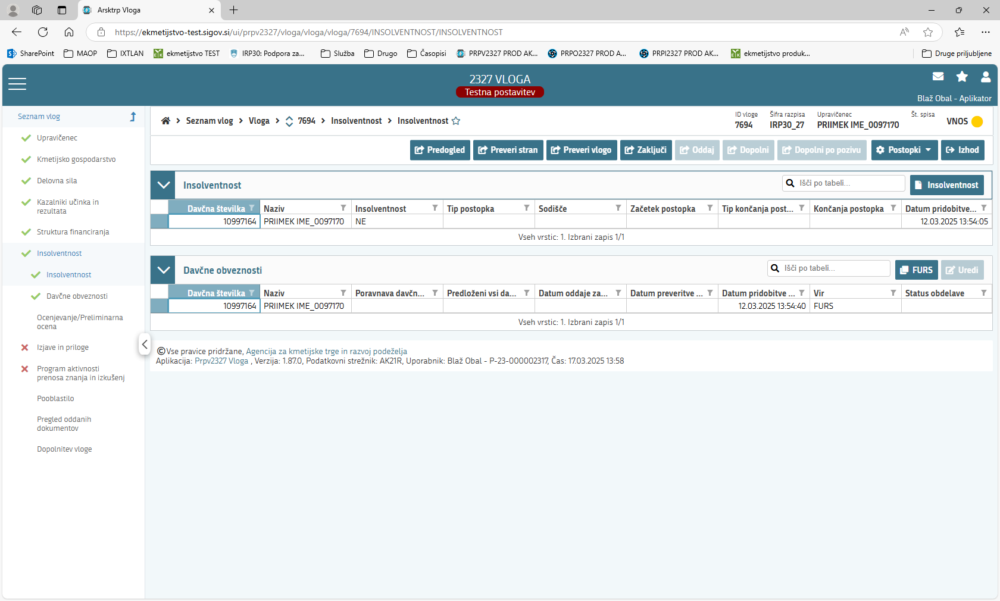 Arsktrp Vloga
https://ekmetijstvo-test.sigov.si/ui/prpv2327/vloga/vloga/vloga/7694/INSOLVENTNOST/INSOLVENTNOST
SharePoint MAOP IXTLAN ekmetijstvo TEST IRP30: Podpora za... Služba Drugo Časopisi PRPV2327 PROD AK... PRPO2327 PROD A... PRPI2327 PROD AK... ekmetijstvo produk... Druge priljubljene
2327 VLOGA
Testna postavitev
Blaž Obal - Aplikator
Seznam vlog
Upravičenec
Kmetijsko gospodarstvo
Delovna sila
Kazalniki učinka in
rezultata
Struktura financiranja
Insolventnost
Insolventnost
Davčne obveznosti
Ocenjevanje/Preliminarna
ocena
Izjave in priloge
Program aktivnosti
prenosa znanja in izkušenj
Pooblastilo
Pregled oddanih
dokumentov
Dopolnitev vloge
Seznam vlog Vloga 7694 Insolventnost Insolventnost
ID vloge Šifra razpisa Upravičenec Št. spisa
7694 IRP30_27 PRIIMEK IME_0097170 VNOS
Predogled Preveri stran Preveri vlogo Zaključi Oddaj Dopolni Dopolni po pozivu Postopki Izhod
Insolventnost Išči po tabeli... Insolventnost
Davčna številka Naziv Insolventnost Tip postopka Sodišče Začetek postopka Tip končanja post... Končanja postopka Datum pridobitve...
10997164 PRIIMEK IME_0097170 NE 12.03.2025 13:54:05
Vseh vrstic: 1. Izbrani zapis 1/1
Davčne obveznosti Išči po tabeli... FURS Uredi
Davčna številka Naziv Poravnava davčn... Predloženi vsi da... Datum oddaje za... Datum preveritve ... Datum pridobitve ... Vir Status obdelave
10997164 PRIIMEK IME_0097170 12.03.2025 13:54:40 FURS
Vseh vrstic: 1. Izbrani zapis 1/1
©Vse pravice pridržane, Agencija za kmetijske trge in razvoj podeželja
Aplikacija: Prpv2327 Vloga , Verzija: 1.87.0, Podatkovni strežnik: AK21R, Uporabnik: Blaž Obal - P-23-000002317, Čas: 17.03.2025 13:58